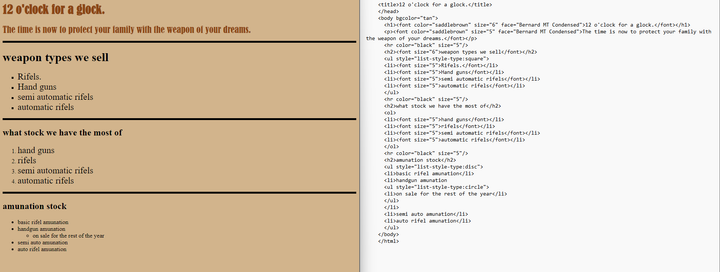 12 o'clock for a glock.
The time is now to protect your family with the weapon of your dreams.
weapon types we sell
Rifels.
Hand guns
semi automatic rifels
automatic rifels
what stock we have the most of
1. hand guns
2. rifels
3. semi automatic rifels
4. automatic rifels
amunation stock
basic rifel amunation
handgun amunation
on sale for the rest of the year
semi auto amunation
auto rifel amunation
<title>12 o'clock for a glock.</title>
</head>
<body bgcolor="tan">
<h1><font color="saddlebrown" size="6" face="Bernard MT Condensed">12 o'clock for a glock.</font></h1>
<p><font color="saddlebrown" size="5" face="Bernard MT Condensed">The time is now to protect your family with
the weapon of your dreams.</font></p>
<hr color="black" size="5"/>
<h2><font size="6">weapon types we sell</font></h2>
<ul style="list-style-type:square">
<li><font size="5">Rifels.</font></li>
<li><font size="5">Hand guns</font></li>
<li><font size="5">semi automatic rifels</font></li>
<li><font size="5">automatic rifels</font></li>
</ul>
<hr color="black" size="5"/>
<h2>what stock we have the most of</h2>
<ol>
<li><font size="5">hand guns</font></li>
<li><font size="5">rifels</font></li>
<li><font size="5">semi automatic rifels</font></li>
<li><font size="5">automatic rifels</font></li>
</ol>
<hr color="black" size="5"/>
<h2>amunation stock</h2>
<ul style="list-style-type:disc">
<li>basic rifel amunation</li>
<li>handgun amunation
<ul style="list-style-type:circle">
<li>on sale for the rest of the year</li>
</ul>
</li>
<li>semi auto amunation</li>
<li>auto rifel amunation</li>
</ul>
</body>
</html>